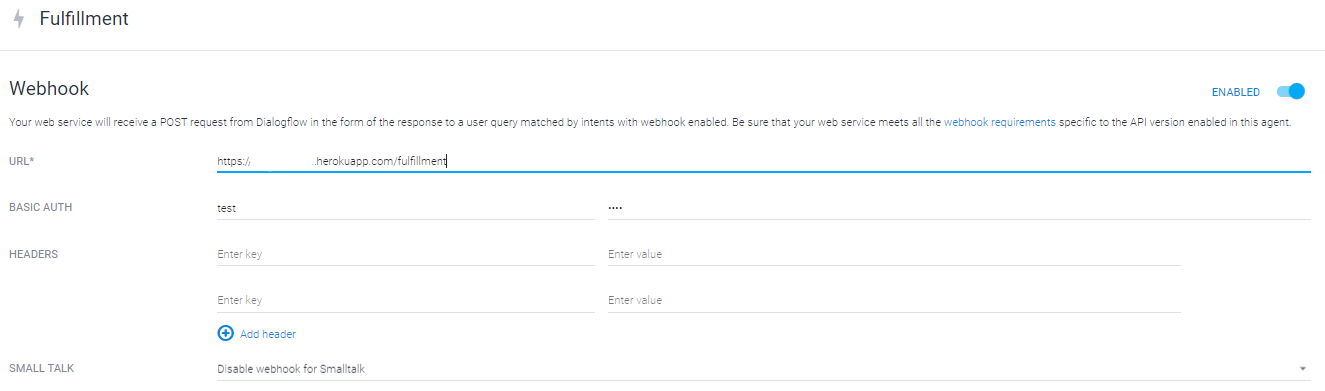 Fulfillment
Webhook
ENABLED
Your web service will receive a POST request from Dialogflow in the form of the response to a user query matched by intents with webhook enabled. Be sure that your web service meets all the webhook requirements specific to the API version enabled in this agent.
URL* https:// ..herokuapp.com/fulfillment
BASIC AUTH test ••••
HEADERS Enter key Enter value
Enter key Enter value
Add header
SMALL TALK Disable webhook for Smalltalk